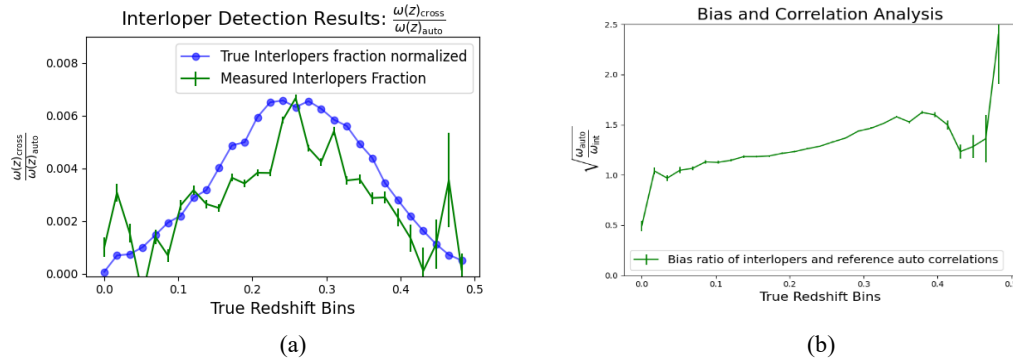 Interloper Detection Results: ω(z)cross / ω(z)auto
True Interlopers fraction normalized
Measured Interlopers Fraction
ω(z)cross / ω(z)auto
0.008
0.006
0.004
0.002
0.000
0.0 0.1 0.2 0.3 0.4 0.5
True Redshift Bins
(a)
Bias and Correlation Analysis
√(ωauto / ωint)
2.5
2.0
1.5
1.0
0.5
0.0
Bias ratio of interlopers and reference auto correlations
0.0 0.1 0.2 0.3 0.4 0.5
True Redshift Bins
(b)